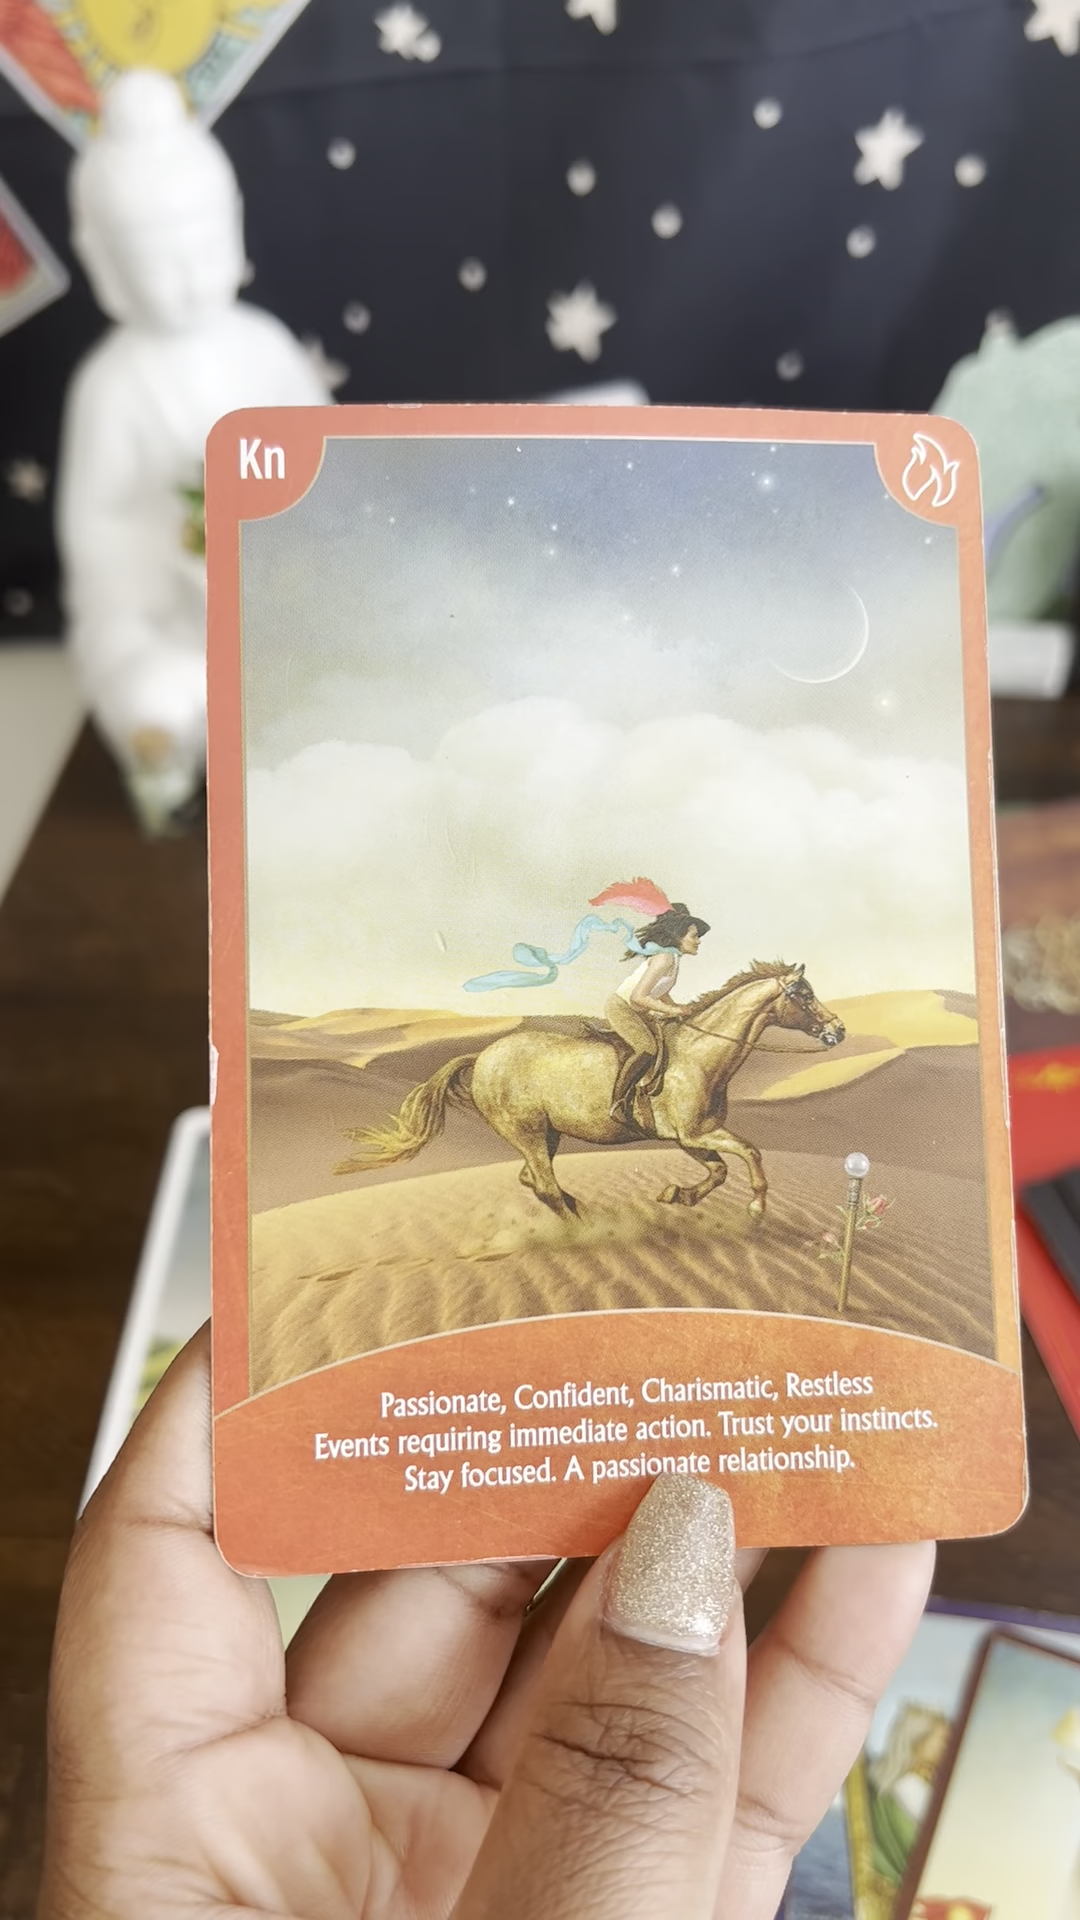 Kn
Passionate, Confident, Charismatic, Restless
Events requiring immediate action. Trust your instincts.
Stay focused. A passionate relationship.